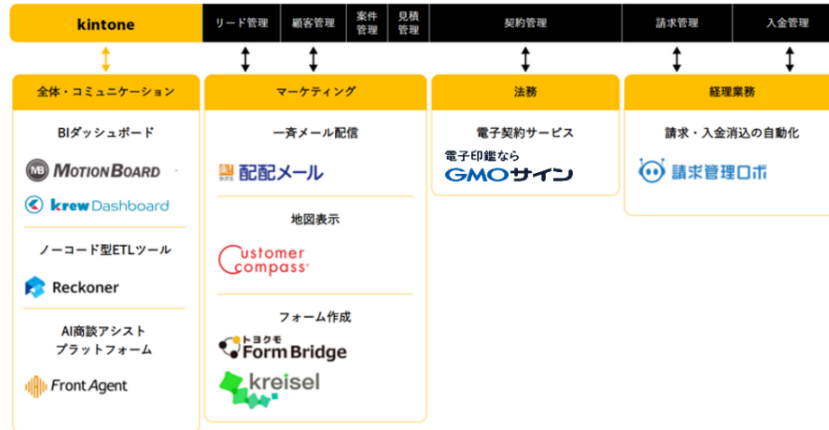 kintone
リード管理
顧客管理
案件
管理
見積
管理
契約管理
請求管理
入金管理
全体・コミュニケーション
BIダッシュボード
MB MOTIONBOARD
krewDashboard
ノーコード型ETLツール
Reckoner
AI商談アシスト
プラットフォーム
FrontAgent
マーケティング
一斉メール配信
配配メール
地図表示
Customer
compass
フォーム作成
トヨクモ
FormBridge
kreisel
法務
電子契約サービス
電子印鑑なら
GMOサイン
経理業務
請求・入金消込の自動化
請求管理ロボ